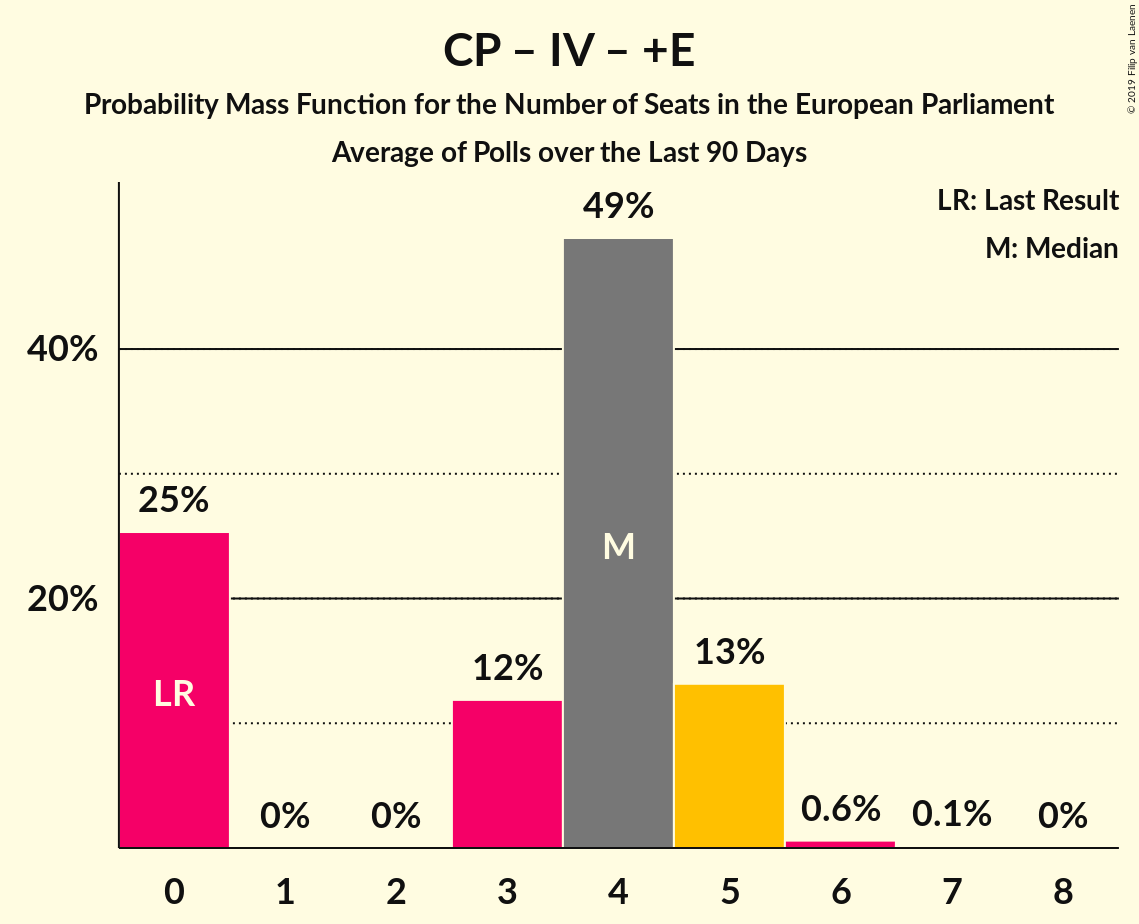 CP – IV – +E
Probability Mass Function for the Number of Seats in the European Parliament
Average of Polls over the Last 90 Days
© 2019 Filip van Laenen
LR: Last Result
M: Median
49%
40%
25%
M
20%
13%
12%
LR
0%
0%
0.6%
0.1%
0%
0 1 2 3 4 5 6 7 8